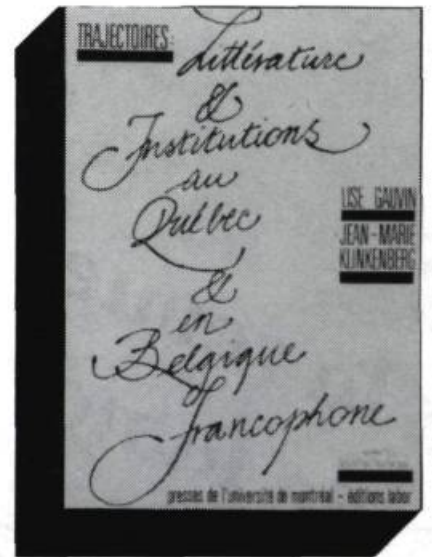 TRAJECTOIRES:
Littérature
&
Institutions
au
Québec
&
en
Belgique
francophone
LISE GAUVIN
JEAN-MARIE
KLINKENBERG
presses de l'université de montréal - éditions labor